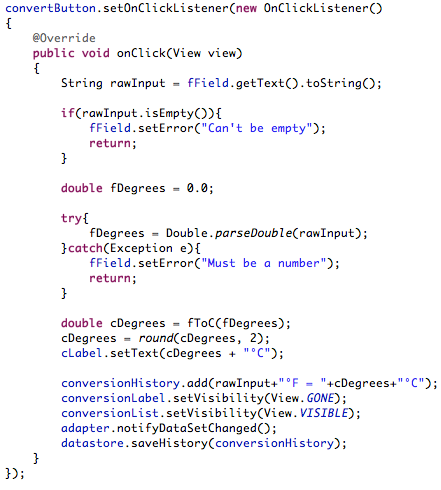 convertButton.setOnClickListener(new OnClickListener()
{
    @Override
    public void onClick(View view)
    {
        String rawInput = fField.getText().toString();

        if(rawInput.isEmpty()){
            fField.setError("Can't be empty");
            return;
        }

        double fDegrees = 0.0;

        try{
            fDegrees = Double.parseDouble(rawInput);
        }catch(Exception e){
            fField.setError("Must be a number");
            return;
        }

        double cDegrees = fToC(fDegrees);
        cDegrees = round(cDegrees, 2);
        cLabel.setText(cDegrees + "°C");

        conversionHistory.add(rawInput+"°F = "+cDegrees+"°C");
        conversionLabel.setVisibility(View.GONE);
        conversionList.setVisibility(View.VISIBLE);
        adapter.notifyDataSetChanged();
        datastore.saveHistory(conversionHistory);
    }
});